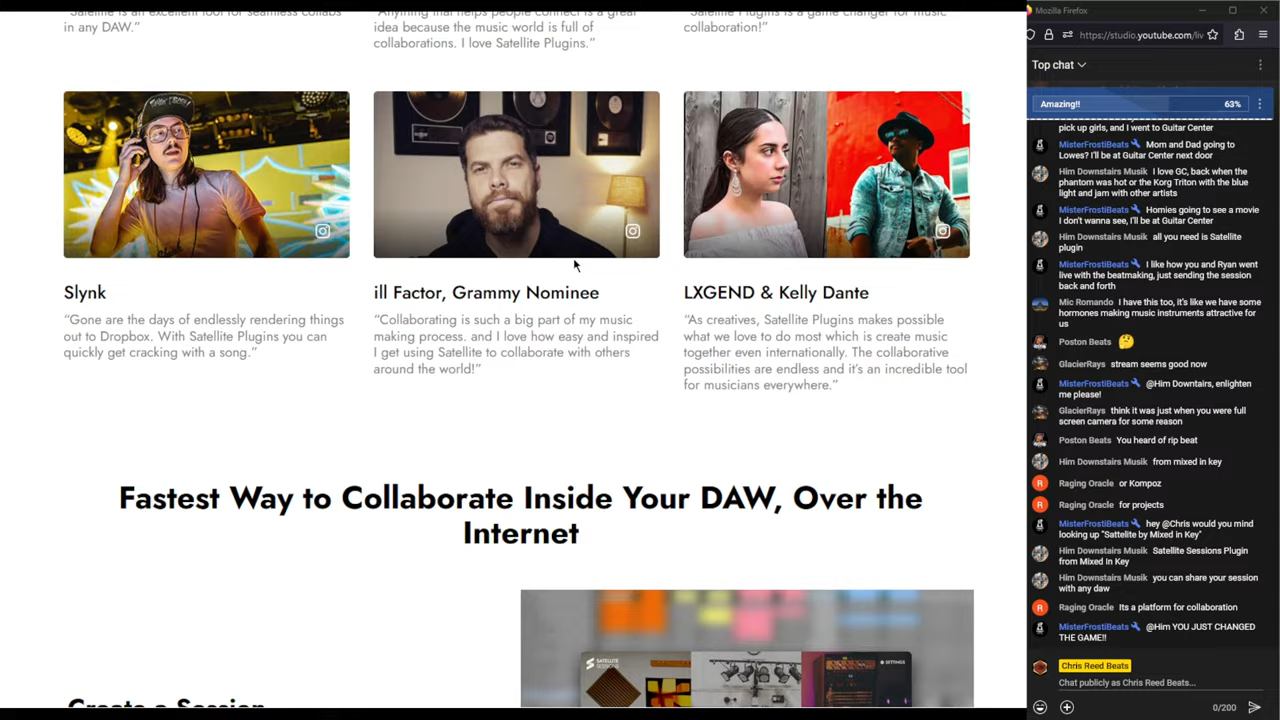 “Satellite is an excellent tool for seamless collabs
in any DAW.”
“Anything that helps people connect is a great
idea because the music world is full of
collaborations. I love Satellite Plugins.”
“Satellite Plugins is a game changer for music
collaboration!”
Slynk
“Gone are the days of endlessly rendering things
out to Dropbox. With Satellite Plugins you can
quickly get cracking with a song.”
ill Factor, Grammy Nominee
“Collaborating is such a big part of my music
making process. and I love how easy and inspired
I get using Satellite to collaborate with others
around the world!”
LXGEND & Kelly Dante
“As creatives, Satellite Plugins makes possible
what we love to do most which is create music
together even internationally. The collaborative
possibilities are endless and it’s an incredible tool
for musicians everywhere.”
Fastest Way to Collaborate Inside Your DAW, Over the
Internet
SATELLITE
SESSIONS
SETTINGS
Create a Session
Mozilla Firefox
https://studio.youtube.com/liv
Top chat
Amazing!!
63%
pick up girls, and I went to Guitar Center
MisterFrostiBeats Mom and Dad going to
Lowes? I'll be at Guitar Center next door
Him Downstairs Musik I love GC, back when the
phantom was hot or the Korg Triton with the blue
light and jam with other artists
MisterFrostiBeats Homies going to see a movie
I don't wanna see, I'll be at Guitar Center
Him Downstairs Musik all you need is Satellite
plugin
MisterFrostiBeats I like how you and Ryan went
live with the beatmaking, just sending the session
back and forth
Mic Romando I have this too, it's like we have some
hormones making music instruments attractive for
us
Poston Beats 🤔
GlacierRays stream seems good now
MisterFrostiBeats @Him Downtairs, enlighten
me please!
GlacierRays think it was just when you were full
screen camera for some reason
Poston Beats You heard of rip beat
Him Downstairs Musik from mixed in key
R Raging Oracle or Kompoz
R Raging Oracle for projects
MisterFrostiBeats hey @Chris would you mind
looking up "Sattelite by Mixed in Key"
Him Downstairs Musik Satellite Sessions Plugin
from Mixed In Key
Him Downstairs Musik you can share your session
with any daw
R Raging Oracle Its a platform for collaboration
MisterFrostiBeats @Him YOU JUST CHANGED
THE GAME!!
Chris Reed Beats
Chat publicly as Chris Reed Beats...
0/200